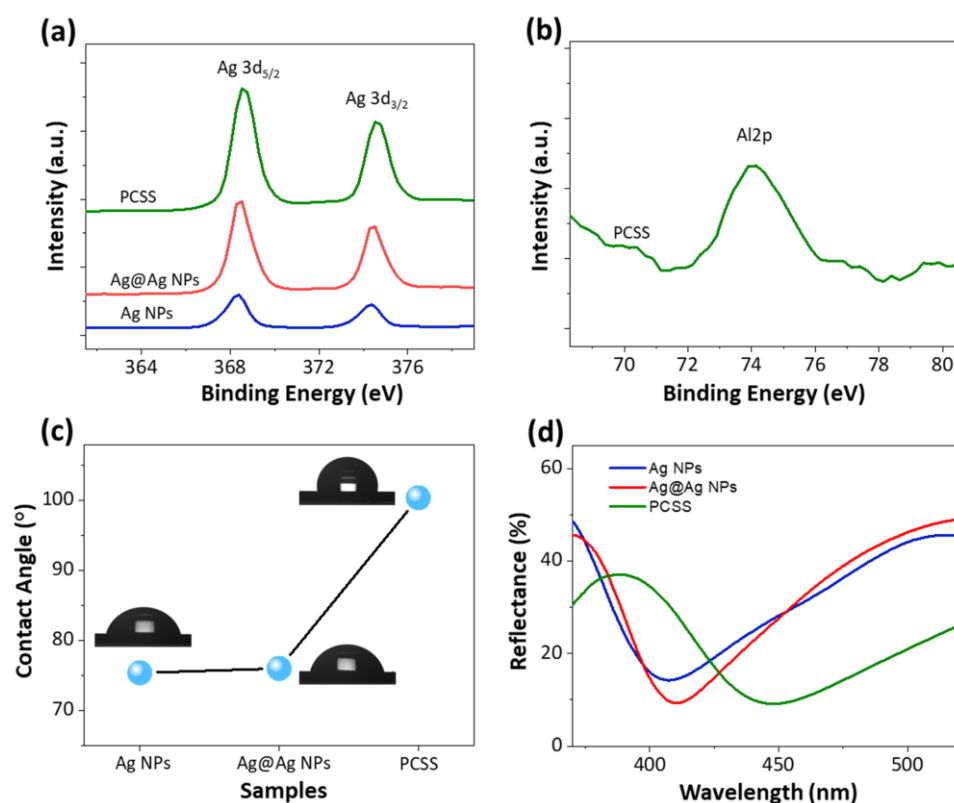 (a)
Ag 3d5/2
Ag 3d3/2
PCSS
Ag@Ag NPs
Ag NPs
Intensity (a.u.)
364 368 372 376
Binding Energy (eV)
(b)
Al2p
PCSS
Intensity (a.u.)
70 72 74 76 78 80
Binding Energy (eV)
(c)
100
90
80
70
Contact Angle (°)
Ag NPs Ag@Ag NPs PCSS
Samples
(d)
60
40
20
0
Reflectance (%)
Ag NPs
Ag@Ag NPs
PCSS
400 450 500
Wavelength (nm)